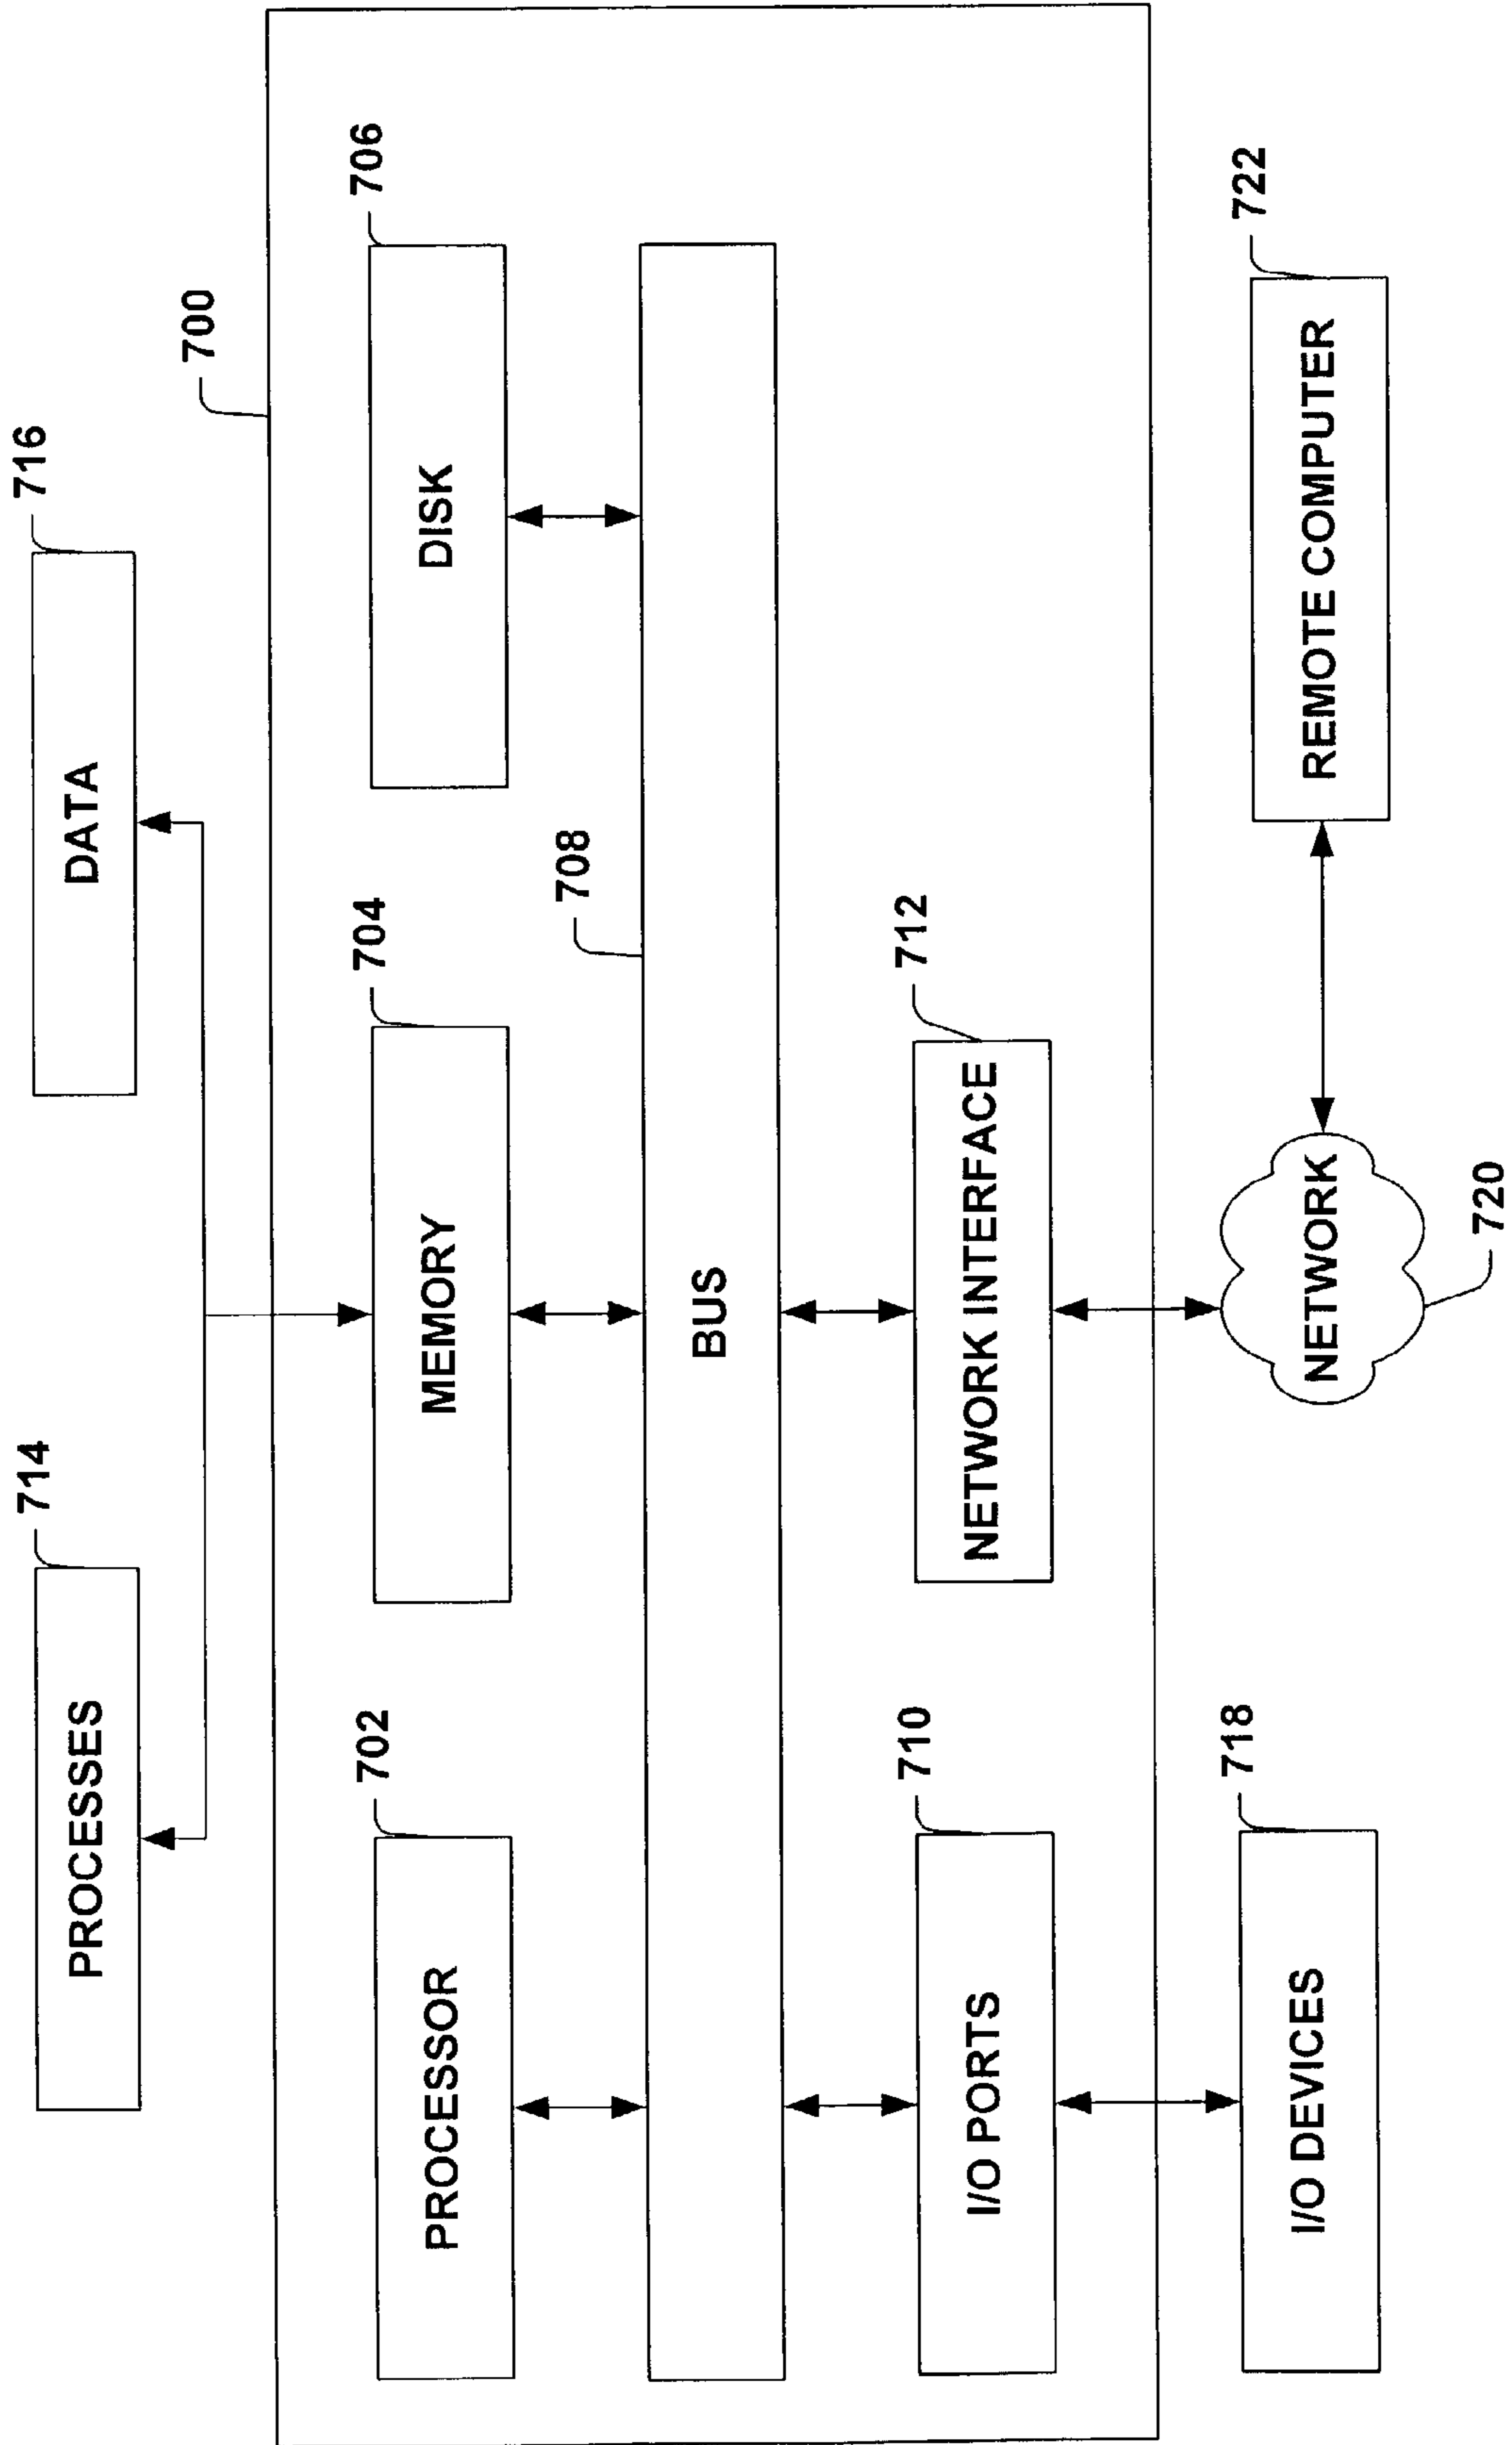 PROCESSES
714
DATA
716
700
PROCESSOR
702
MEMORY
704
DISK
706
708
BUS
I/O PORTS
710
NETWORK INTERFACE
712
I/O DEVICES
718
NETWORK
720
REMOTE COMPUTER
722